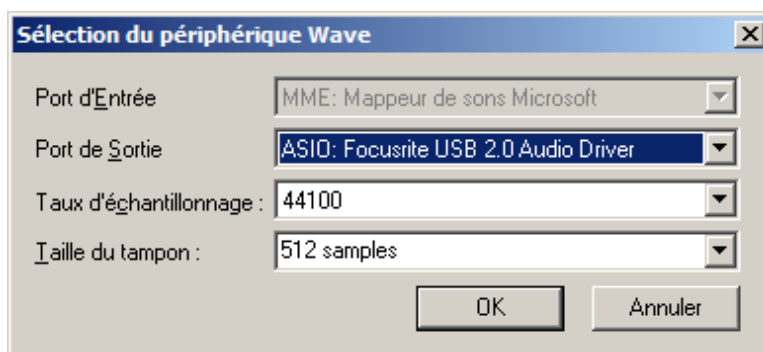 Sélection du périphérique Wave
Port d'Entrée MME: Mappeur de sons Microsoft
Port de Sortie ASIO: Focusrite USB 2.0 Audio Driver
Taux d'échantillonnage : 44100
Taille du tampon : 512 samples
OK Annuler